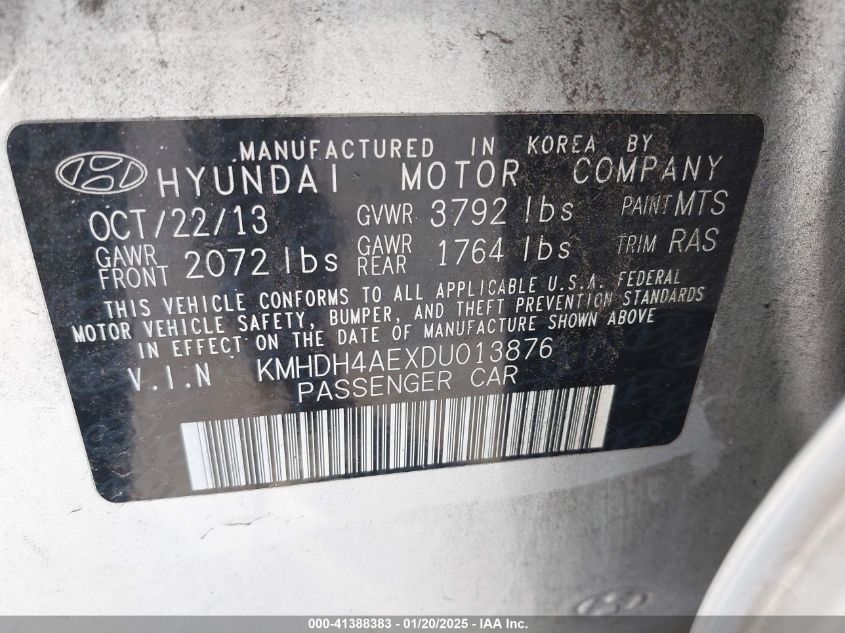 MANUFACTURED IN KOREA BY
HYUNDAI MOTOR COMPANY
OCT/22/13 GVWR 3792 lbs PAINT MTS
GAWR FRONT 2072 lbs GAWR REAR 1764 lbs TRIM RAS
THIS VEHICLE CONFORMS TO ALL APPLICABLE U.S.A. FEDERAL
MOTOR VEHICLE SAFETY, BUMPER, AND THEFT PREVENTION STANDARDS
IN EFFECT ON THE DATE OF MANUFACTURE SHOWN ABOVE
V.I.N KMHDH4AEXDU013876
PASSENGER CAR
000-41388383 — 01/20/2025 — IAA Inc.